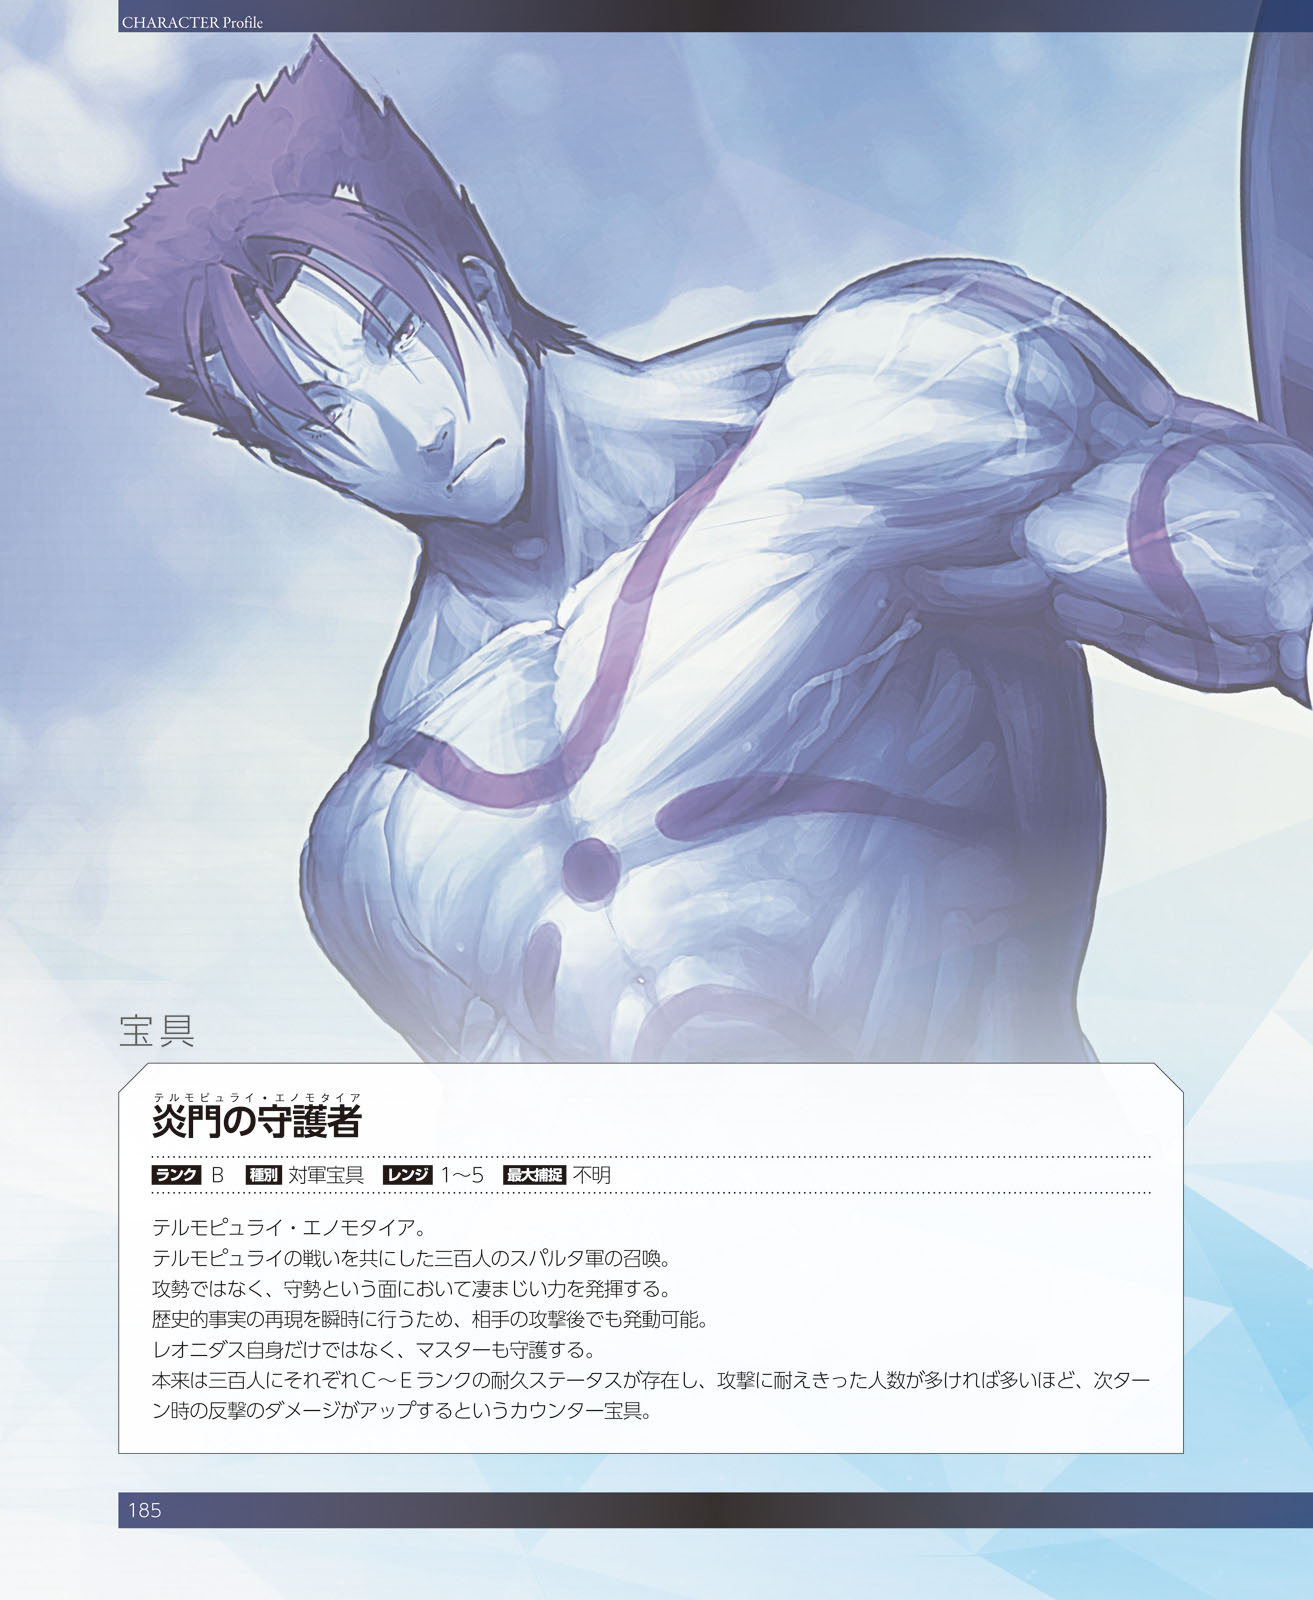 CHARACTER Profile
宝具
テルモピュライ・エノモタイア
炎門の守護者
ランク B 種別 対軍宝具 レンジ 1〜5 最大捕捉 不明
テルモピュライ・エノモタイア。
テルモピュライの戦いを共にした三百人のスパルタ軍の召喚。
攻勢ではなく、守勢という面において凄まじい力を発揮する。
歴史的事実の再現を瞬時に行うため、相手の攻撃後でも発動可能。
レオニダス自身だけではなく、マスターも守護する。
本来は三百人にそれぞれC〜Eランクの耐久ステータスが存在し、攻撃に耐えきった人数が多ければ多いほど、次ター
ン時の反撃のダメージがアップするというカウンター宝具。
185